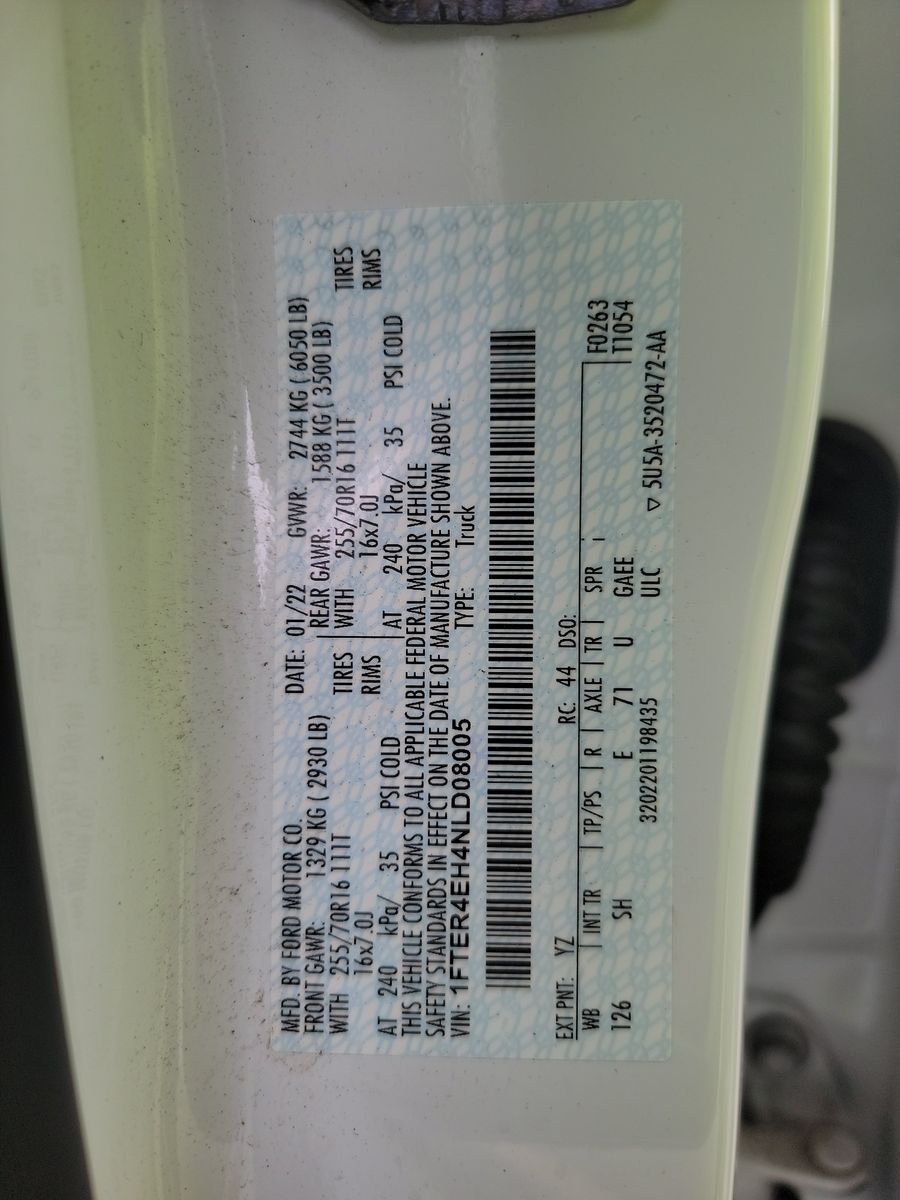 MFD. BY FORD MOTOR CO. DATE: 01/22 GVWR: 2744 KG ( 6050 LB)
FRONT GAWR: 1329 KG ( 2930 LB) REAR GAWR: 1588 KG ( 3500 LB)
WITH 255/70R16 111T TIRES WITH 255/70R16 111T TIRES
16x7.0J RIMS 16x7.0J RIMS
AT 240 kPa/ 35 PSI COLD AT 240 kPa/ 35 PSI COLD
THIS VEHICLE CONFORMS TO ALL APPLICABLE FEDERAL MOTOR VEHICLE
SAFETY STANDARDS IN EFFECT ON THE DATE OF MANUFACTURE SHOWN ABOVE.
VIN: 1FTER4EH4NLD08005 TYPE: Truck
EXT PNT: YZ RC: 44 DSO:
WB INT TR TP/PS R AXLE TR SPR F0263
126 SH E 71 U GAEE T1054
ULC
3202201198435 ▽ 5U5A-3520472-AA